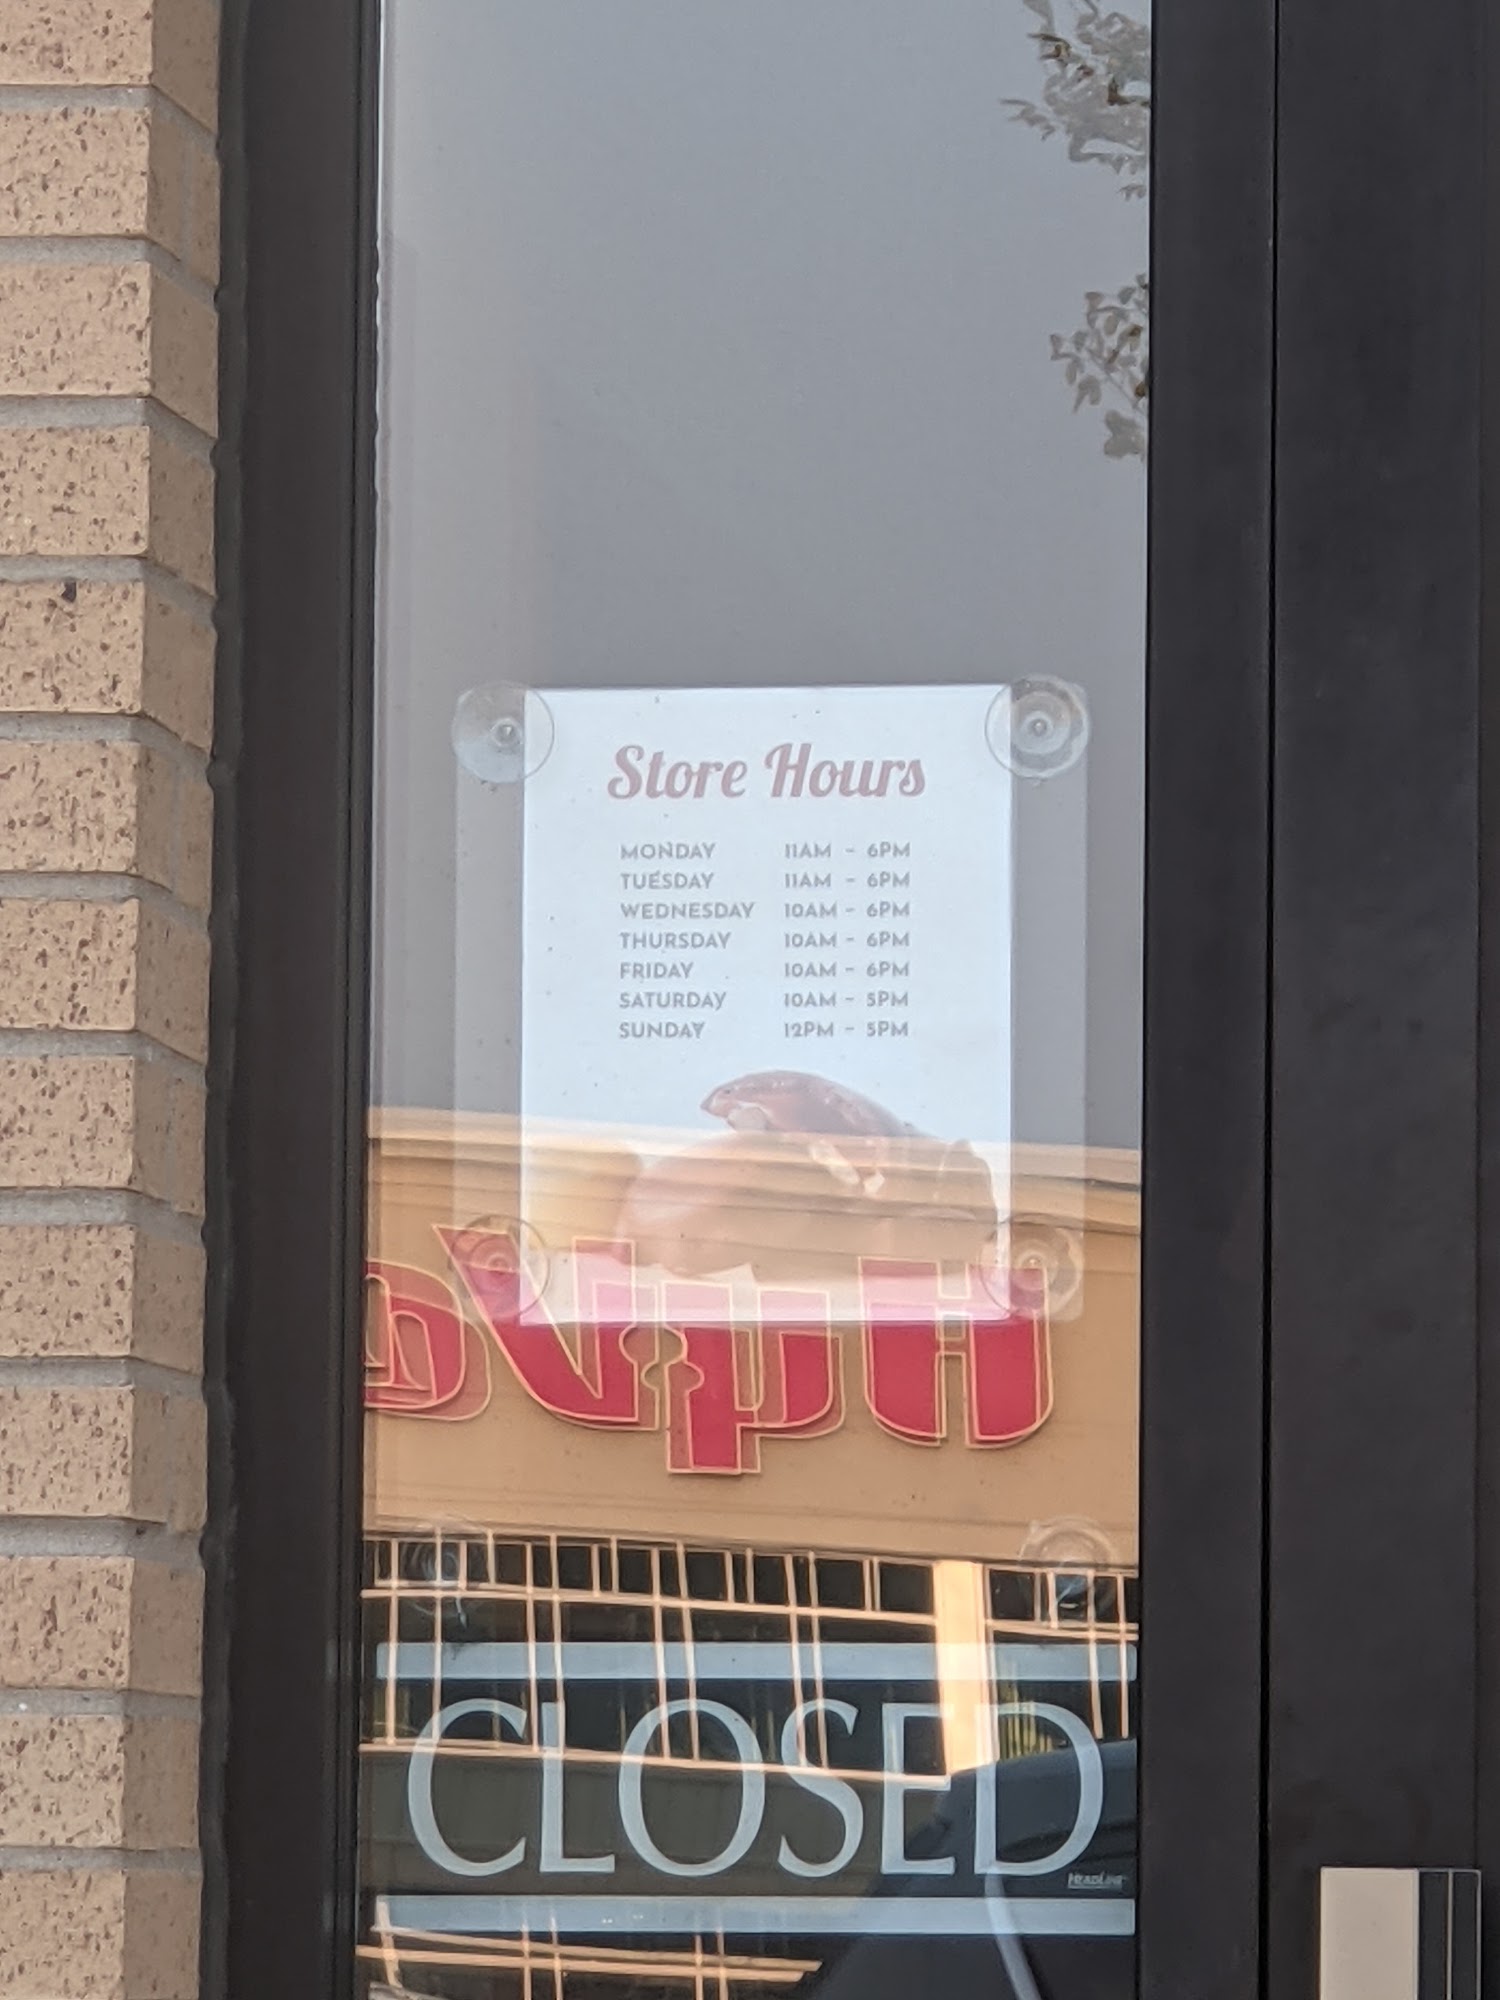 Store Hours
MONDAY 11AM - 6PM
TUESDAY 11AM - 6PM
WEDNESDAY 10AM - 6PM
THURSDAY 10AM - 6PM
FRIDAY 10AM - 6PM
SATURDAY 10AM - 5PM
SUNDAY 12PM - 5PM
CLOSED
HEADLINE